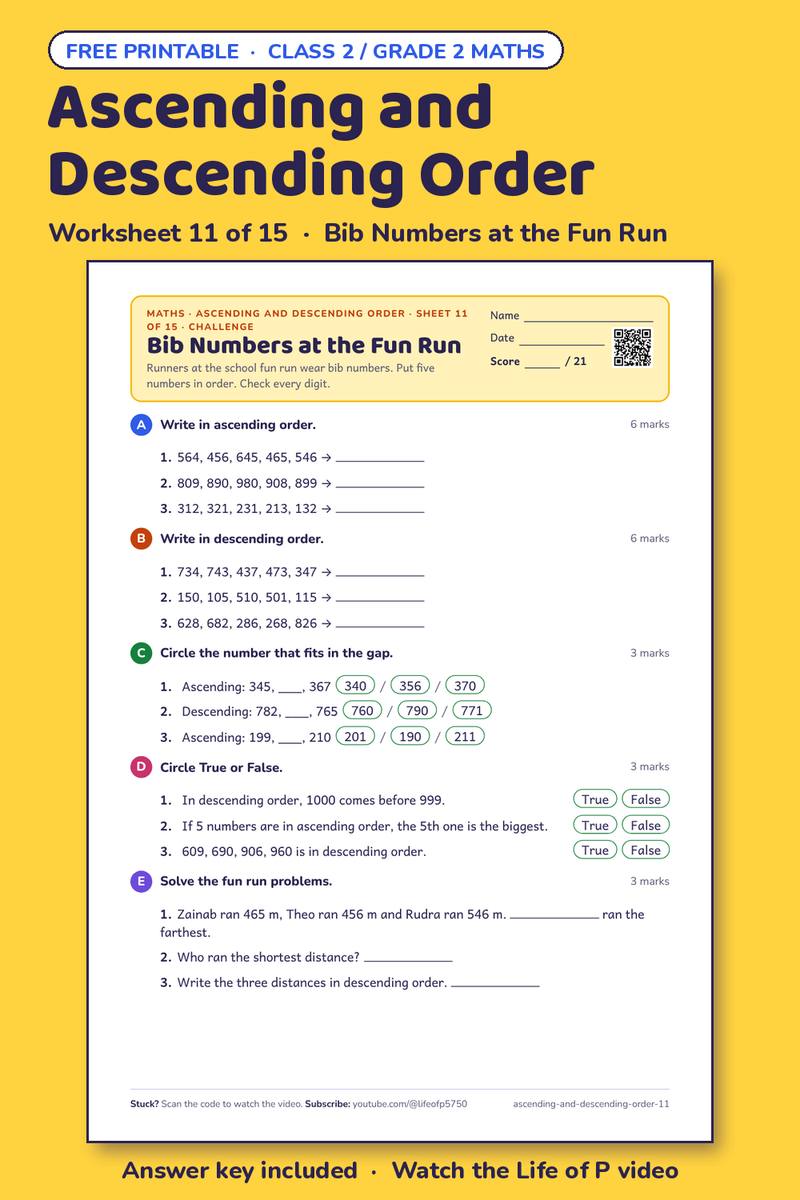 FREE PRINTABLE · CLASS 2 / GRADE 2 MATHS
Ascending and
Descending Order
Worksheet 11 of 15 · Bib Numbers at the Fun Run
MATHS · ASCENDING AND DESCENDING ORDER · SHEET 11
OF 15 · CHALLENGE
Bib Numbers at the Fun Run
Runners at the school fun run wear bib numbers. Put five
numbers in order. Check every digit.
Name ____________
Date ____________
Score ______ / 21
A Write in ascending order. 6 marks
1. 564, 456, 645, 465, 546 → ____________
2. 809, 890, 980, 908, 899 → ____________
3. 312, 321, 231, 213, 132 → ____________
B Write in descending order. 6 marks
1. 734, 743, 437, 473, 347 → ____________
2. 150, 105, 510, 501, 115 → ____________
3. 628, 682, 286, 268, 826 → ____________
C Circle the number that fits in the gap. 3 marks
1. Ascending: 345, ___, 367 340 / 356 / 370
2. Descending: 782, ___, 765 760 / 790 / 771
3. Ascending: 199, ___, 210 201 / 190 / 211
D Circle True or False. 3 marks
1. In descending order, 1000 comes before 999. True False
2. If 5 numbers are in ascending order, the 5th one is the biggest. True False
3. 609, 690, 906, 960 is in descending order. True False
E Solve the fun run problems. 3 marks
1. Zainab ran 465 m, Theo ran 456 m and Rudra ran 546 m. ____________ ran the
farthest.
2. Who ran the shortest distance? ____________
3. Write the three distances in descending order. ____________
Stuck? Scan the code to watch the video. Subscribe: youtube.com/@lifeofp5750 ascending-and-descending-order-11
Answer key included · Watch the Life of P video